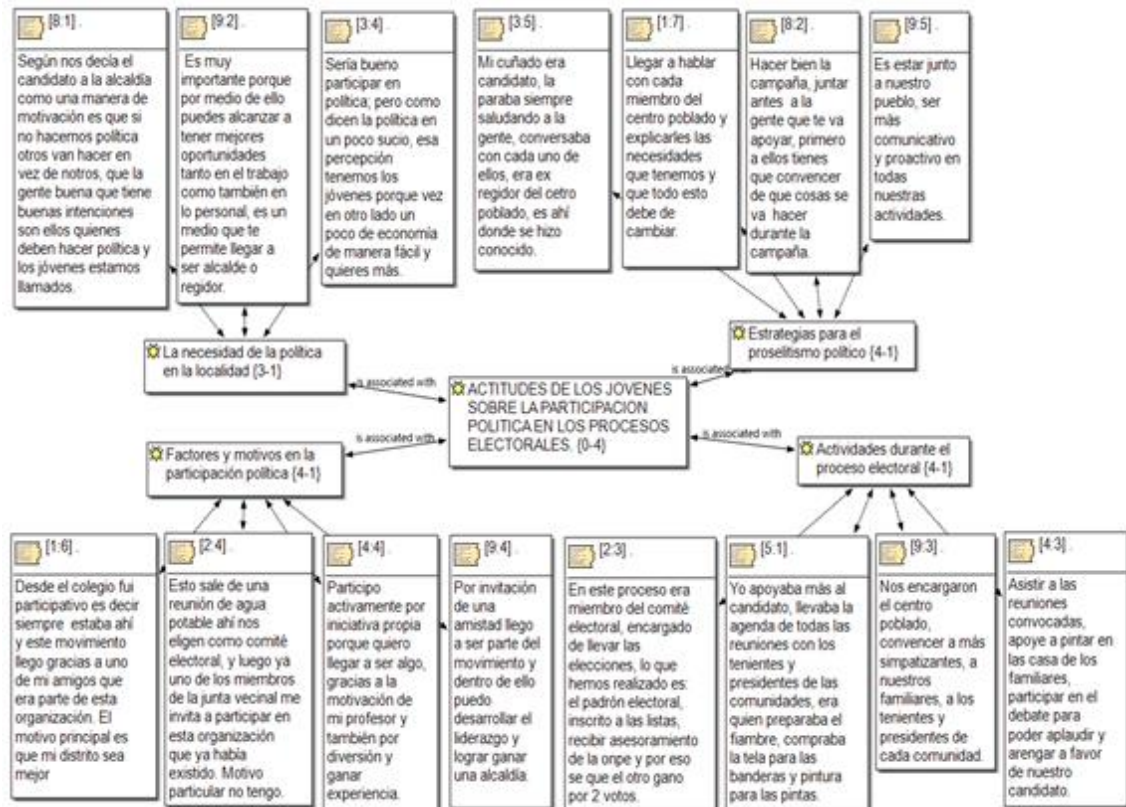 [8:1] .
Según nos decía el
candidato a la alcaldía
como una manera de
motivación es que si
no hacemos política
otros van hacer en
vez de notros, que la
gente buena que tiene
buenas intenciones
son ellos quienes
deben hacer política y
los jóvenes estamos
llamados.
[9:2] .
Es muy
importante porque
por medio de ello
puedes alcanzar a
tener mejores
oportunidades
tanto en el trabajo
como también en
lo personal, es un
medio que te
permite llegar a
ser alcalde o
regidor.
[3:4] .
Sería bueno
participar en
política; pero como
dicen la política en
un poco sucio, esa
percepción
tenemos los
jóvenes porque vez
en otro lado un
poco de economía
de manera fácil y
quieres más.
[3:5] .
Mi cuñado era
candidato, la
paraba siempre
saludando a la
gente, conversaba
con cada uno de
ellos, era ex
regidor del cetro
poblado, es ahí
donde se hizo
conocido.
[1:7] .
Llegar a hablar
con cada
miembro del
centro poblado y
explicarles las
necesidades
que tenemos y
que todo esto
debe de
cambiar.
[8:2] .
Hacer bien la
campaña, juntar
antes a la
gente que te va
apoyar, primero
a ellos tienes
que convencer
de que cosas se
va hacer
durante la
campaña.
[9:5] .
Es estar junto
a nuestro
pueblo, ser
más
comunicativo
y proactivo en
todas
nuestras
actividades.
La necesidad de la política
en la localidad {3-1}
Estrategias para el
proselitismo político {4-1}
is associated with
is associated
ACTITUDES DE LOS JOVENES
SOBRE LA PARTICIPACION
POLITICA EN LOS PROCESOS
ELECTORALES. {0-4}
is associated with
is associated with
Factores y motivos en la
participación política {4-1}
Actividades durante el
proceso electoral {4-1}
[1:6] .
Desde el colegio fui
participativo es decir
siempre estaba ahí
y este movimiento
llego gracias a uno
de mi amigos que
era parte de esta
organización. El
motivo principal es
que mi distrito sea
mejor
[2:4] .
Esto sale de una
reunión de agua
potable ahí nos
eligen como comité
electoral, y luego ya
uno de los miembros
de la junta vecinal me
invita a participar en
esta organización
que ya había
existido. Motivo
particular no tengo.
[4:4] .
Participo
activamente por
iniciativa propia
porque quiero
llegar a ser algo,
gracias a la
motivación de
mi profesor y
también por
diversión y
ganar
experiencia.
[9:4] .
Por invitación
de una
amistad llego
a ser parte del
movimiento y
dentro de ello
puedo
desarrollar el
liderazgo y
lograr ganar
una alcaldía.
[2:3] .
En este proceso era
miembro del comité
electoral, encargado
de llevar las
elecciones, lo que
hemos realizado es:
el padrón electoral,
inscrito a las listas,
recibir asesoramiento
de la onpe y por eso
se que el otro gano
por 2 votos.
[5:1] .
Yo apoyaba más al
candidato, llevaba la
agenda de todas las
reuniones con los
tenientes y
presidentes de las
comunidades, era
quien preparaba el
fiambre, compraba
la tela para las
banderas y pintura
para las pintas.
[9:3] .
Nos encargaron
el centro
poblado,
convencer a más
simpatizantes, a
nuestros
familiares, a los
tenientes y
presidentes de
cada comunidad.
[4:3] .
Asistir a las
reuniones
convocadas,
apoye a pintar en
las casa de los
familiares,
participar en el
debate para
poder aplaudir y
arengar a favor
de nuestro
candidato.